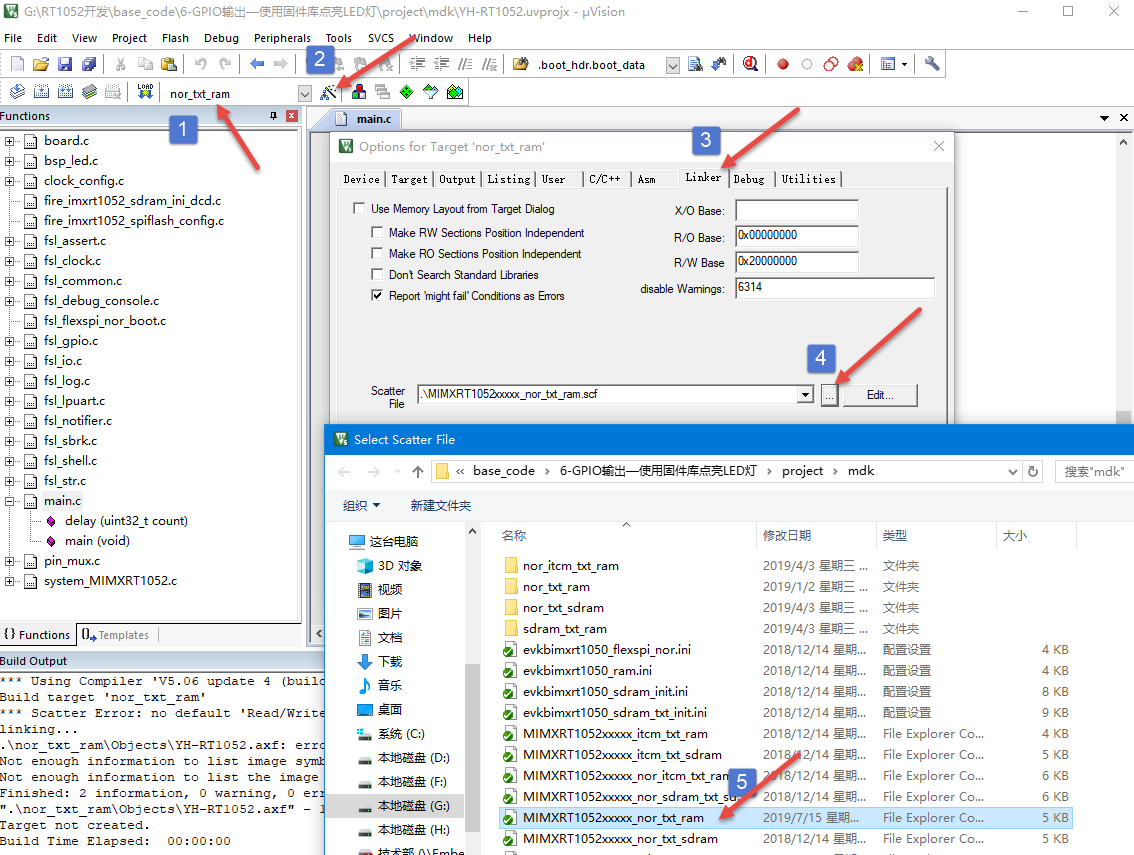 G:\RT1052开发\base_code\6-GPIO输出—使用固件库点亮LED灯\project\mdk\YH-RT1052.uvprojx - µVision
File Edit View Project Flash Debug Peripherals Tools SVCS Window Help
.boot_hdr.boot_data
LOAD
nor_txt_ram
1
2
3
4
5
Functions
board.c
bsp_led.c
clock_config.c
fire_imxrt1052_sdram_ini_dcd.c
fire_imxrt1052_spiflash_config.c
fsl_assert.c
fsl_clock.c
fsl_common.c
fsl_debug_console.c
fsl_flexspi_nor_boot.c
fsl_gpio.c
fsl_io.c
fsl_log.c
fsl_lpuart.c
fsl_notifier.c
fsl_sbrk.c
fsl_shell.c
fsl_str.c
main.c
delay (uint32_t count)
main (void)
pin_mux.c
system_MIMXRT1052.c
{} Functions
Templates
main.c
Options for Target 'nor_txt_ram'
Device Target Output Listing User C/C++ Asm Linker Debug Utilities
Use Memory Layout from Target Dialog
Make RW Sections Position Independent
Make RO Sections Position Independent
Don't Search Standard Libraries
Report 'might fail' Conditions as Errors
X/O Base:
R/O Base: 0x00000000
R/W Base 0x20000000
disable Warnings: 6314
Scatter
File
.\MIMXRT1052xxxxx_nor_txt_ram.scf
...
Edit...
Build Output
*** Using Compiler 'V5.06 update 4 (build
Build target 'nor_txt_ram'
*** Scatter Error: no default 'Read/Write
linking...
.\nor_txt_ram\Objects\YH-RT1052.axf: erro
Not enough information to list image symb
Not enough information to list the image
Finished: 2 information, 0 warning, 0 err
".\nor_txt_ram\Objects\YH-RT1052.axf" - 1
Target not created.
Build Time Elapsed: 00:00:00
Select Scatter File
« base_code › 6-GPIO输出—使用固件库点亮LED灯 › project › mdk
搜索"mdk"
组织
新建文件夹
这台电脑
3D 对象
视频
图片
文档
下载
音乐
桌面
系统 (C:)
本地磁盘 (D:)
本地磁盘 (F:)
本地磁盘 (G:)
本地磁盘 (H:)
名称 修改日期 类型 大小
nor_itcm_txt_ram 2019/4/3 星期三 ... 文件夹
nor_txt_ram 2019/1/2 星期三 ... 文件夹
nor_txt_sdram 2019/4/3 星期三 ... 文件夹
sdram_txt_ram 2019/4/3 星期三 ... 文件夹
evkbimxrt1050_flexspi_nor.ini 2018/12/14 星期... 配置设置 4 KB
evkbimxrt1050_ram.ini 2018/12/14 星期... 配置设置 4 KB
evkbimxrt1050_sdram_init.ini 2018/12/14 星期... 配置设置 8 KB
evkbimxrt1050_sdram_txt_init.ini 2018/12/14 星期... 配置设置 9 KB
MIMXRT1052xxxxx_itcm_txt_ram 2018/12/14 星期... File Explorer Co... 4 KB
MIMXRT1052xxxxx_itcm_txt_sdram 2018/12/14 星期... File Explorer Co... 5 KB
MIMXRT1052xxxxx_nor_itcm_txt_ram 2018/12/14 星期... File Explorer Co... 6 KB
MIMXRT1052xxxxx_nor_sdram_txt_sd 2018/12/14 星期... File Explorer Co... 6 KB
MIMXRT1052xxxxx_nor_txt_ram 2019/7/15 星期... File Explorer Co... 5 KB
MIMXRT1052xxxxx_nor_txt_sdram 2018/12/14 星期... File Explorer Co... 5 KB